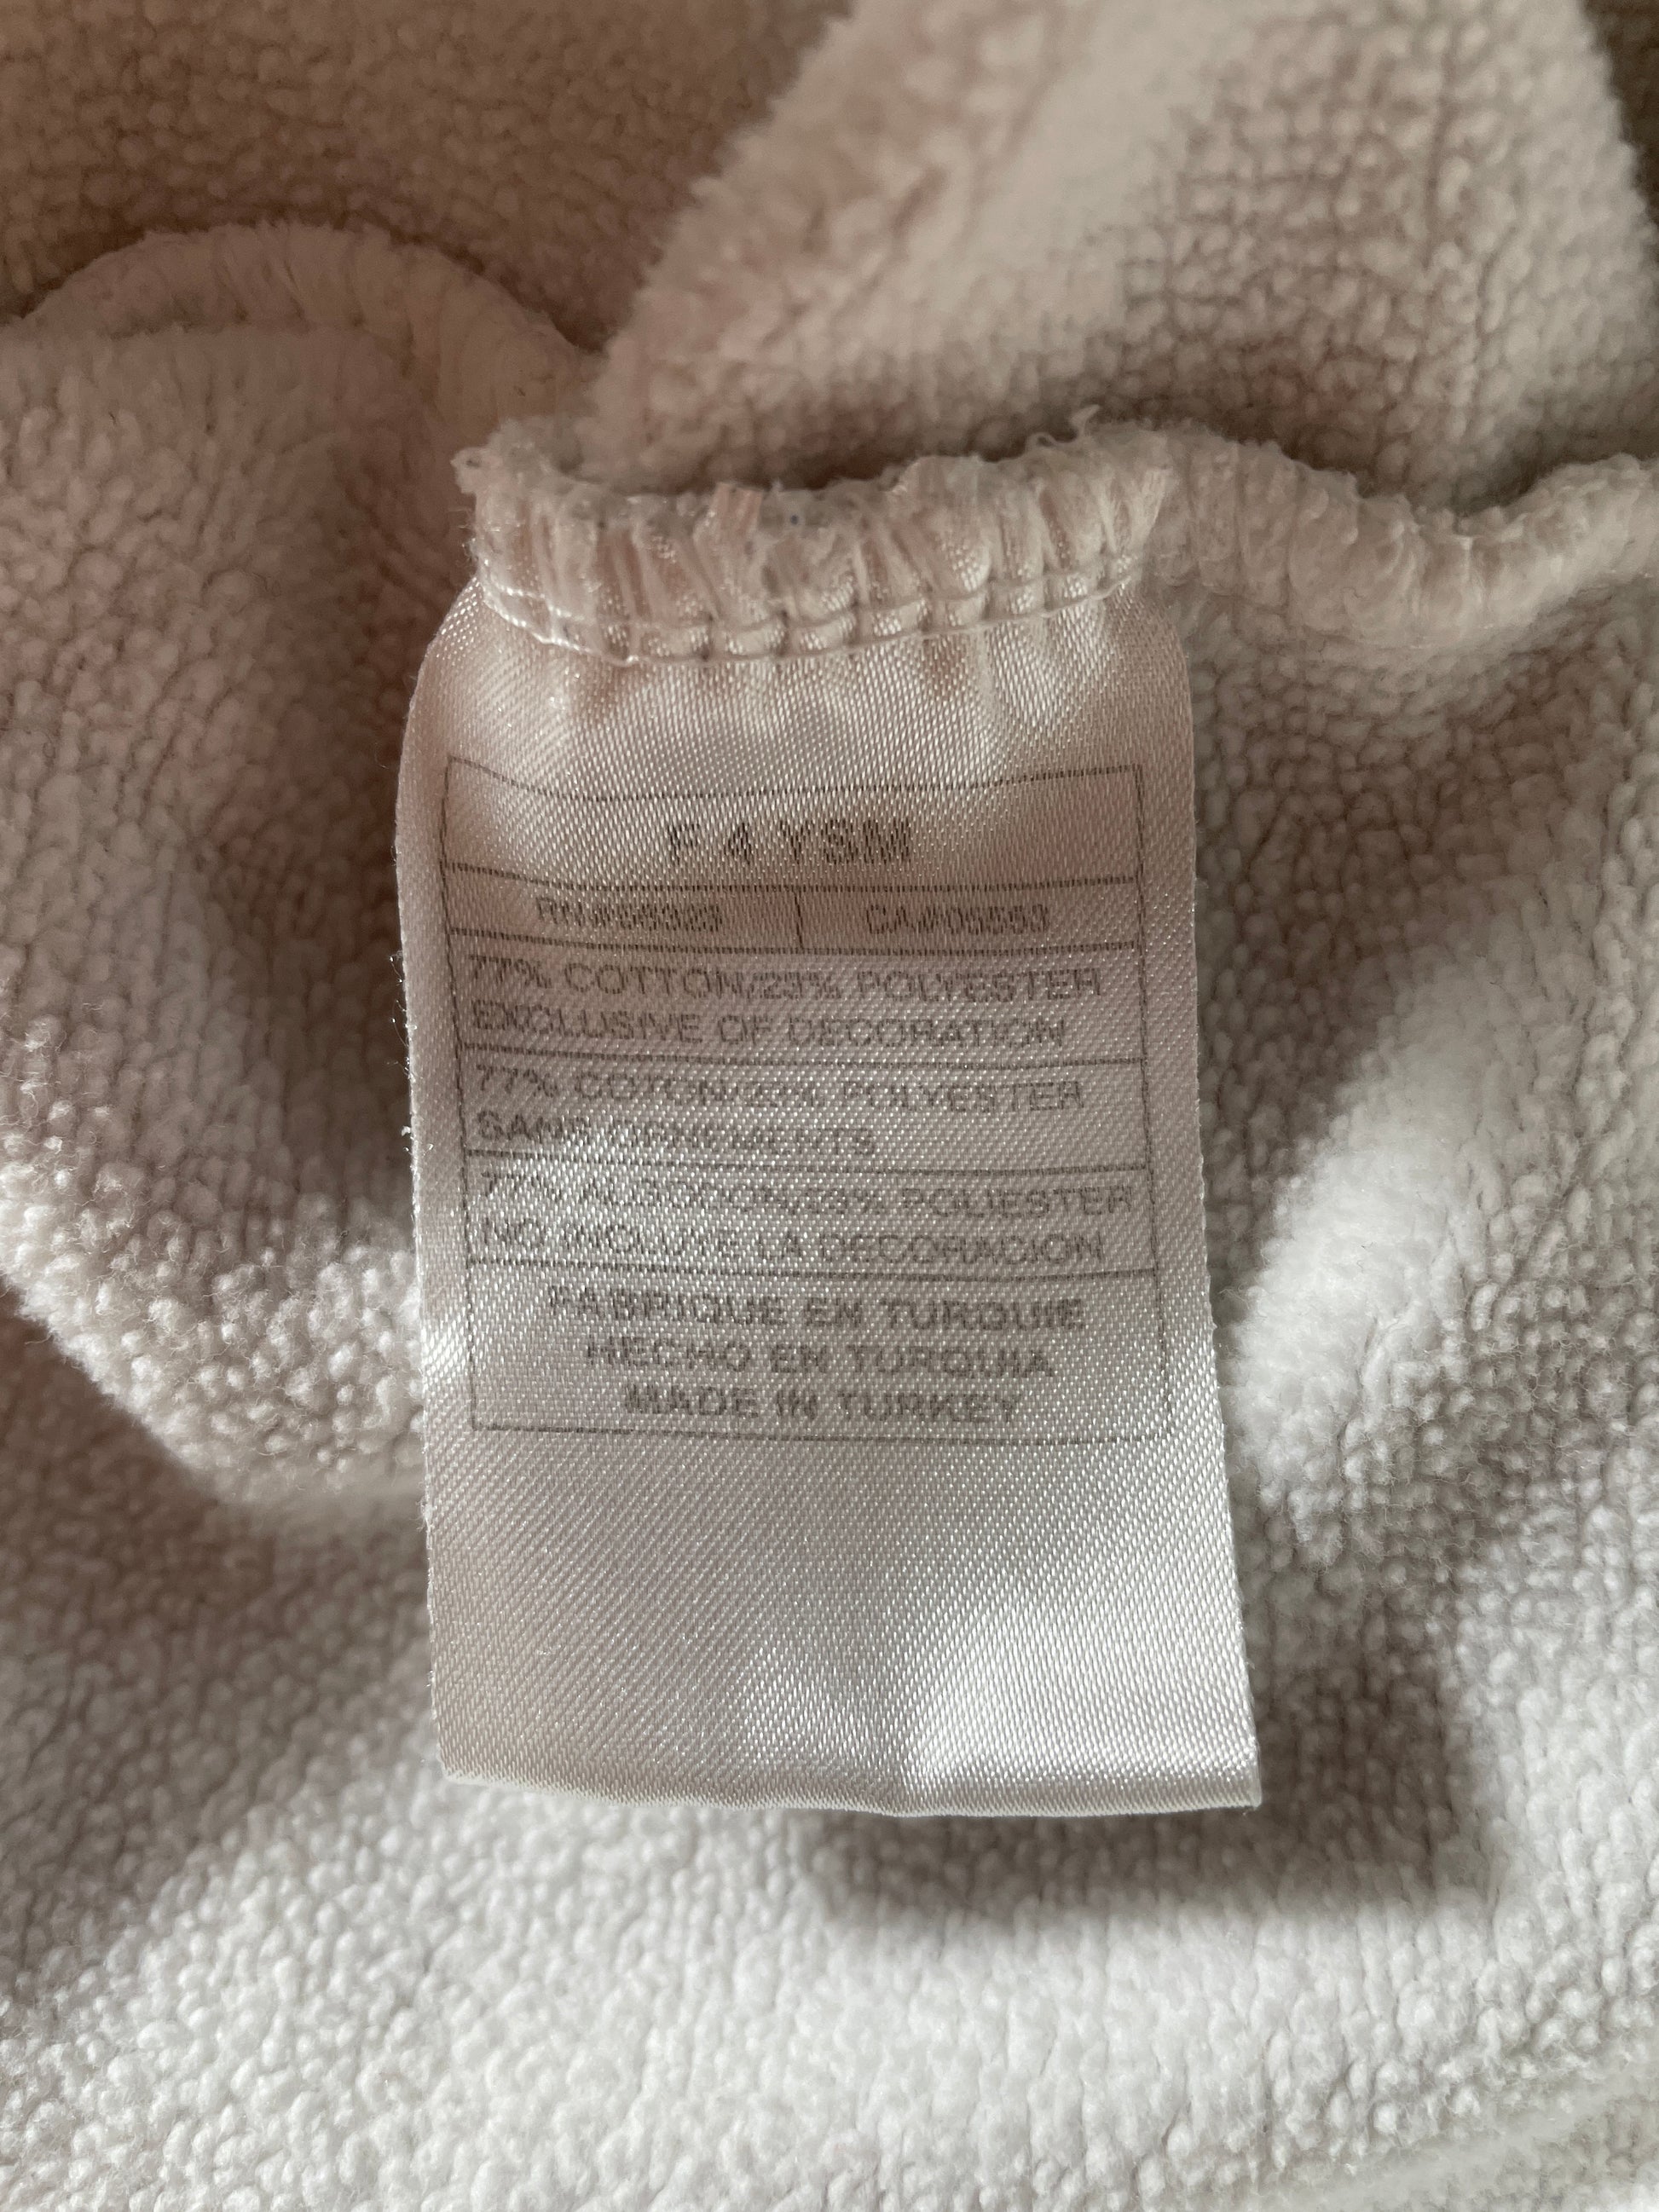 F 4 YSM
RN#56323 CA#05553
77% COTTON/23% POLYESTER
EXCLUSIVE OF DECORATION
77% COTON/23% POLYESTER
SANS ORNEMENTS
77% ALGODON/23% POLIESTER
NO INCLUYE LA DECORACION
FABRIQUE EN TURQUIE
HECHO EN TURQUIA
MADE IN TURKEY